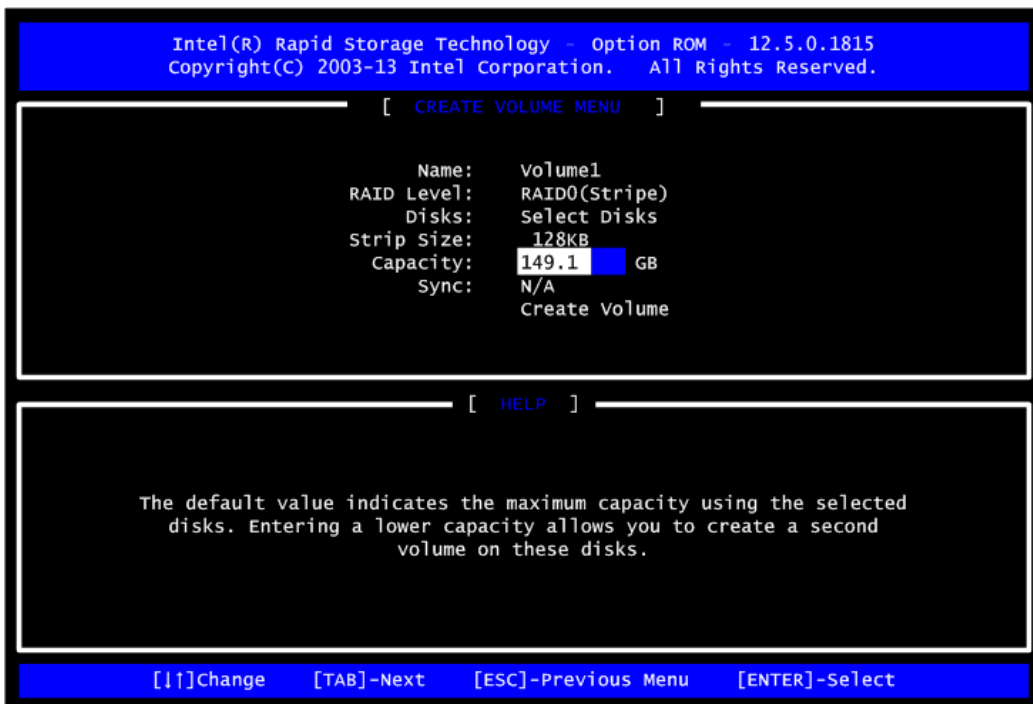 Intel(R) Rapid Storage Technology - Option ROM - 12.5.0.1815
Copyright(C) 2003-13 Intel Corporation. All Rights Reserved.
[ CREATE VOLUME MENU ]
Name: Volume1
RAID Level: RAID0(Stripe)
Disks: Select Disks
Strip Size: 128KB
Capacity: 149.1 GB
Sync: N/A
Create Volume
[ HELP ]
The default value indicates the maximum capacity using the selected
disks. Entering a lower capacity allows you to create a second
volume on these disks.
[↓↑]Change [TAB]-Next [ESC]-Previous Menu [ENTER]-Select